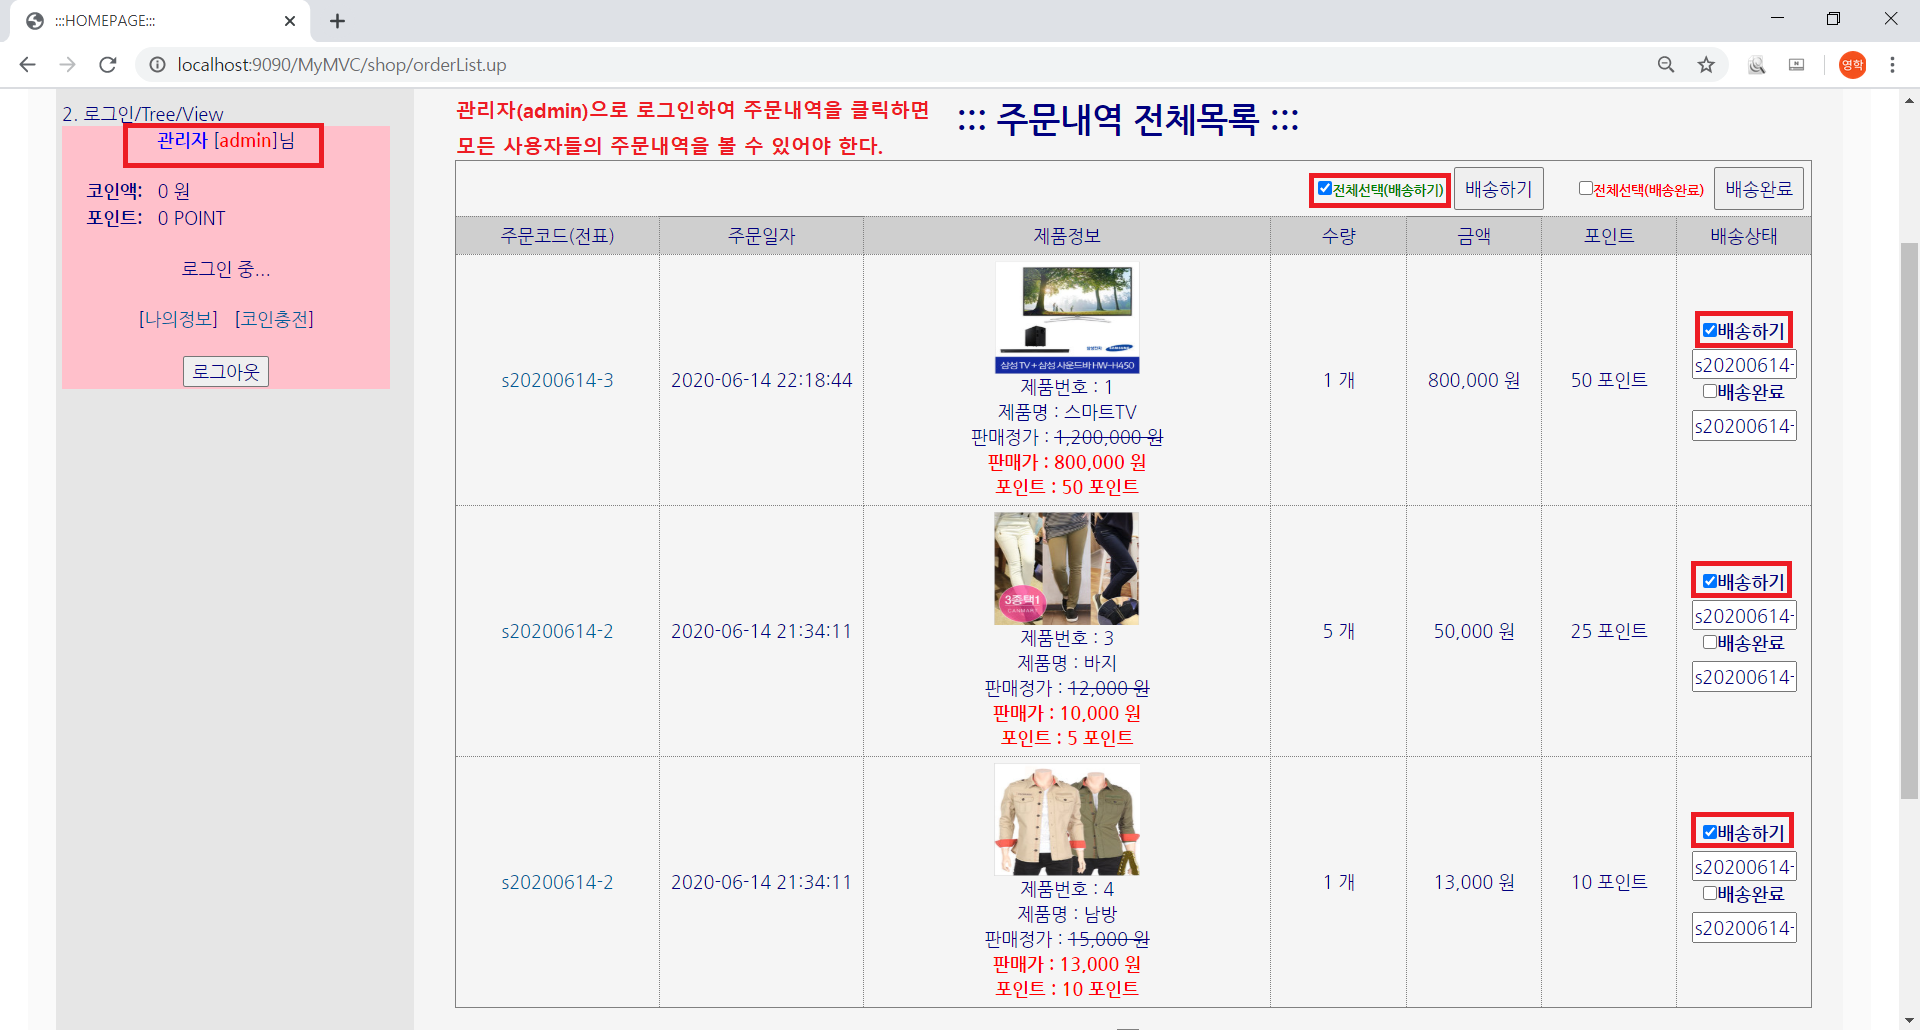 :::HOMEPAGE:::
localhost:9090/MyMVC/shop/orderList.up
영학
2. 로그인/Tree/View
관리자 [admin]님
코인액: 0 원
포인트: 0 POINT
로그인 중...
[나의정보] [코인충전]
로그아웃
관리자(admin)으로 로그인하여 주문내역을 클릭하면
모든 사용자들의 주문내역을 볼 수 있어야 한다.
::: 주문내역 전체목록 :::
전체선택(배송하기) 배송하기 전체선택(배송완료) 배송완료
주문코드(전표) 주문일자 제품정보 수량 금액 포인트 배송상태
삼성전자 SAMSUNG
삼성 TV + 삼성 사운드바 HW-H450
s20200614-3 2020-06-14 22:18:44
제품번호 : 1
제품명 : 스마트TV
판매정가 : 1,200,000 원
판매가 : 800,000 원
포인트 : 50 포인트
1 개 800,000 원 50 포인트
배송하기
s20200614-
배송완료
s20200614-
s20200614-2 2020-06-14 21:34:11
3종택1
CANMART
제품번호 : 3
제품명 : 바지
판매정가 : 12,000 원
판매가 : 10,000 원
포인트 : 5 포인트
5 개 50,000 원 25 포인트
배송하기
s20200614-
배송완료
s20200614-
s20200614-2 2020-06-14 21:34:11
제품번호 : 4
제품명 : 남방
판매정가 : 15,000 원
판매가 : 13,000 원
포인트 : 10 포인트
1 개 13,000 원 10 포인트
배송하기
s20200614-
배송완료
s20200614-